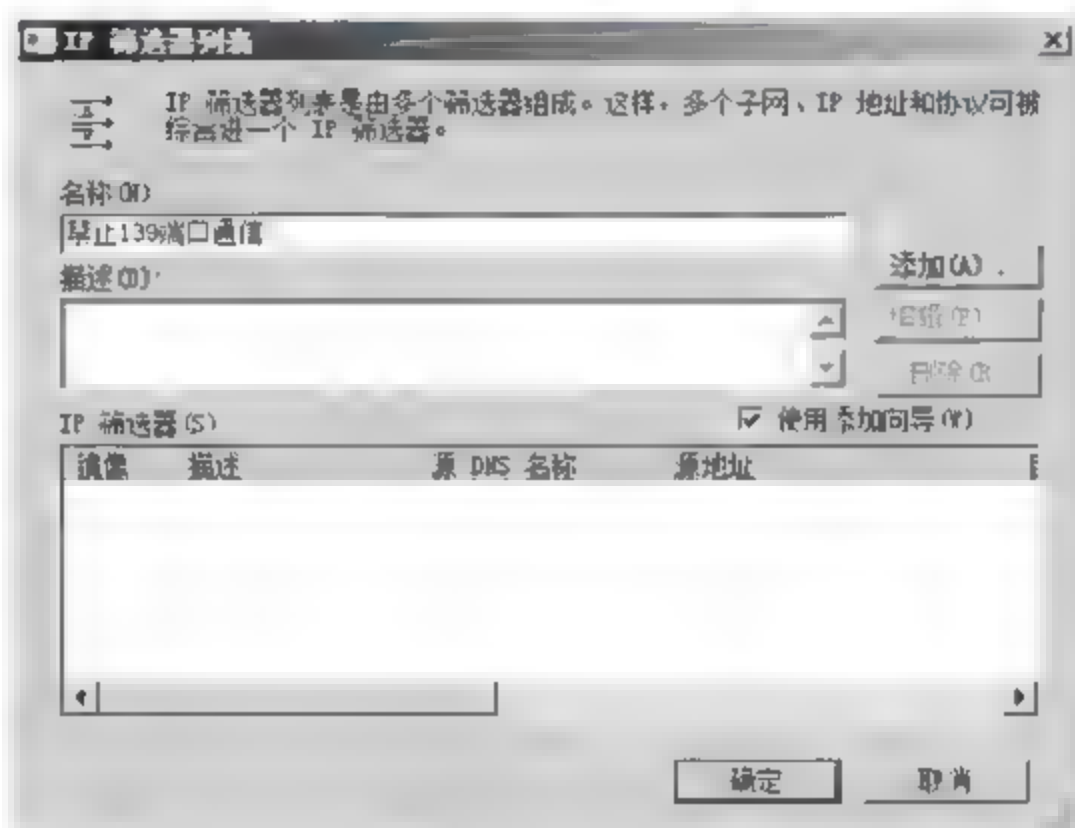 IP 筛选器列表
IP 筛选器列表是由多个筛选器组成。这样，多个子网、IP 地址和协议可被
综合进一个 IP 筛选器。
名称(N)
禁止139端口通信
描述(D):
添加(A)
编辑(E)
删除(R
IP 筛选器(S)
使用 添加向导(W)
镜像 描述 源 DNS 名称 源地址
确定 取消